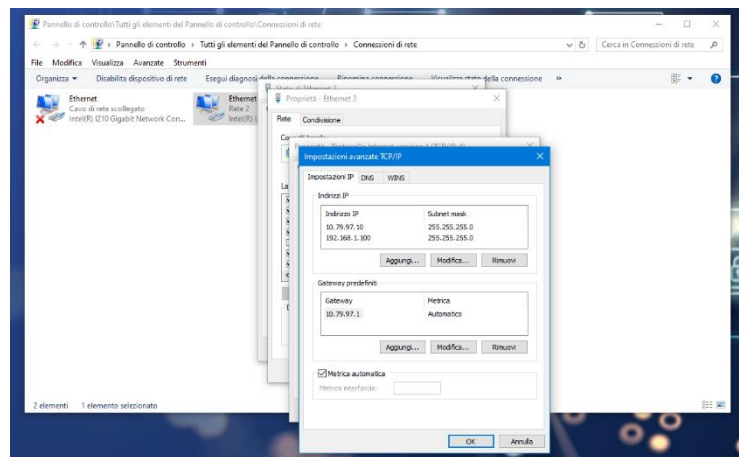 Pannello di controllo\Tutti gli elementi del Pannello di controllo\Connessioni di rete
Pannello di controllo > Tutti gli elementi del Pannello di controllo > Connessioni di rete
Cerca in Connessioni di rete
File Modifica Visualizza Avanzate Strumenti
Organizza Disabilita dispositivo di rete Esegui diagnosi della connessione Rinomina connessione Visualizza stato della connessione »
Ethernet
Cavo di rete scollegato
Intel(R) I210 Gigabit Network Con...
Ethernet
Rete 2
Intel(R) I
Stato di Ethernet 2
Proprietà - Ethernet 2
Rete Condivisione
Impostazioni avanzate TCP/IP
Impostazioni IP DNS WINS
Indirizzi IP
Indirizzo IP Subnet mask
10.79.97.10 255.255.255.0
192.168.1.100 255.255.255.0
Aggiungi... Modifica... Rimuovi
Gateway predefiniti
Gateway Metrica
10.79.97.1 Automatico
Aggiungi... Modifica... Rimuovi
Metrica automatica
Metrica interfaccia:
OK Annulla
2 elementi 1 elemento selezionato